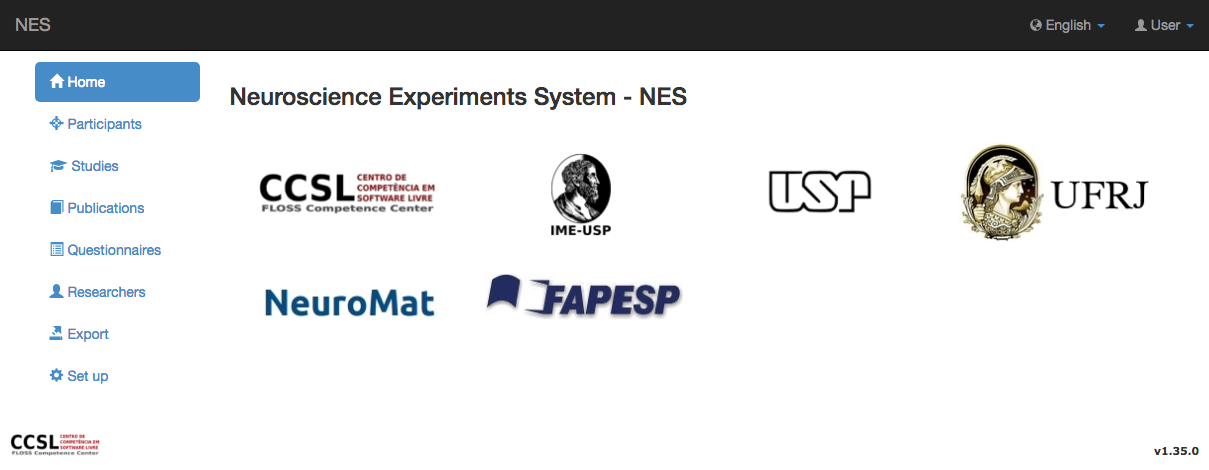 NES
English
User
Home
Participants
Studies
Publications
Questionnaires
Researchers
Export
Set up
Neuroscience Experiments System - NES
CCSL CENTRO DE
COMPETÊNCIA EM
SOFTWARE LIVRE
FLOSS Competence Center
IME-USP
USP
UFRJ
NeuroMat
FAPESP
CCSL CENTRO DE
COMPETÊNCIA EM
SOFTWARE LIVRE
FLOSS Competence Center
v1.35.0